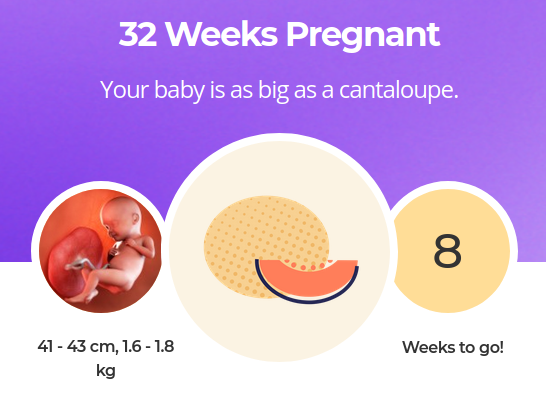 32 Weeks Pregnant
Your baby is as big as a cantaloupe.
8
41 - 43 cm, 1.6 - 1.8
kg
Weeks to go!